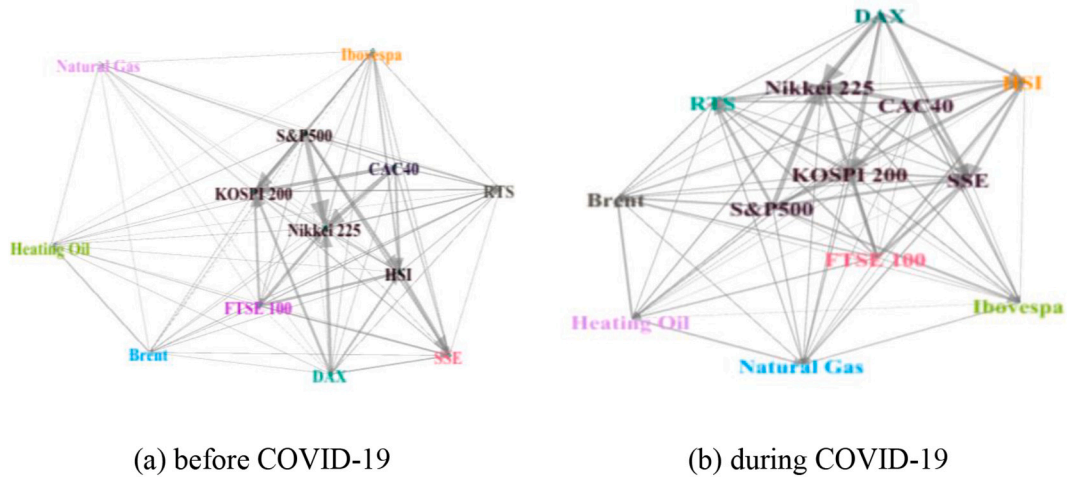 Natural Gas
Ibovespa
S&P500
CAC40
KOSPI 200
RTS
Nikkei 225
Heating Oil
HSI
FTSE 100
Brent
SSE
DAX
(a) before COVID-19
DAX
Nikkei 225
HSI
RTS
CAC40
KOSPI 200
SSE
Brent
S&P500
FTSE 100
Ibovespa
Heating Oil
Natural Gas
(b) during COVID-19